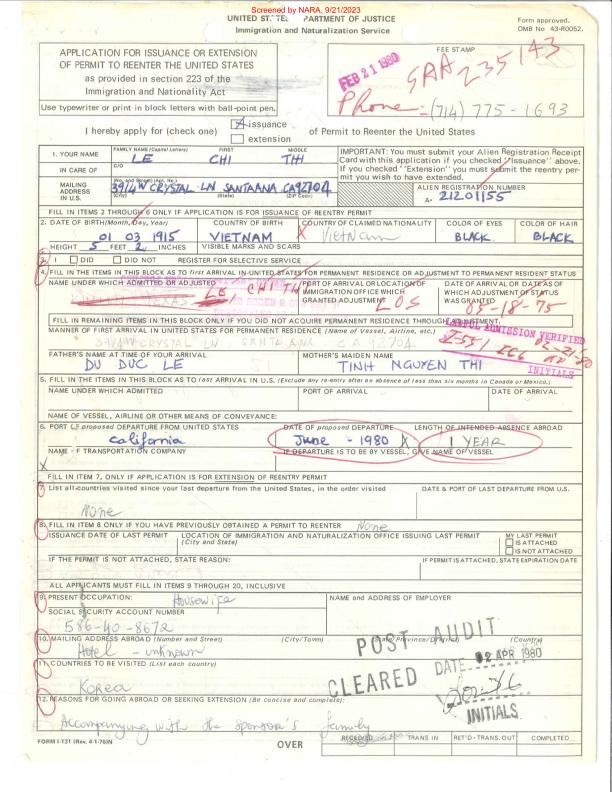 Screened by NARA, 9/21/2023
UNITED STATES DEPARTMENT OF JUSTICE
Immigration and Naturalization Service
Form approved.
OMB No 43-R0052.
APPLICATION FOR ISSUANCE OR EXTENSION
OF PERMIT TO REENTER THE UNITED STATES
as provided in section 223 of the
Immigration and Nationality Act
Use typewriter or print in block letters with ball-point pen.
FEE STAMP
FEB 21 1980
SAA 235143
Phone: (714) 775-1693
I hereby apply for (check one) issuance
extension
of Permit to Reenter the United States
1. YOUR NAME FAMILY NAME (Capital Letters) FIRST MIDDLE
LE CHI THI
IN CARE OF C/O
MAILING ADDRESS IN U.S. (No. and Street) (Apt. No.)
3914 W CRYSTAL LN SANTA ANA CA 92704
(City) (State) (ZIP Code)
IMPORTANT: You must submit your Alien Registration Receipt
Card with this application if you checked "Issuance" above.
If you checked "Extension" you must submit the reentry per-
mit you wish to have extended.
ALIEN REGISTRATION NUMBER
A- 21201155
FILL IN ITEMS 2 THROUGH 6 ONLY IF APPLICATION IS FOR ISSUANCE OF REENTRY PERMIT
2. DATE OF BIRTH (Month, Day, Year) COUNTRY OF BIRTH COUNTRY OF CLAIMED NATIONALITY COLOR OF EYES COLOR OF HAIR
01 03 1915 VIETNAM X Vietnam BLACK BLACK
HEIGHT 5 FEET 2 INCHES VISIBLE MARKS AND SCARS
3. I DID DID NOT REGISTER FOR SELECTIVE SERVICE
4. FILL IN THE ITEMS IN THIS BLOCK AS TO first ARRIVAL IN UNITED STATES FOR PERMANENT RESIDENCE OR ADJUSTMENT TO PERMANENT RESIDENT STATUS
NAME UNDER WHICH ADMITTED OR ADJUSTED PORT OF ARRIVAL OR LOCATION OF IMMIGRATION OFFICE WHICH GRANTED ADJUSTMENT DATE OF ARRIVAL OR DATE AS OF WHICH ADJUSTMENT OF STATUS WAS GRANTED
LE CHI TH LOS 05-18-75
FILL IN REMAINING ITEMS IN THIS BLOCK ONLY IF YOU DID NOT ACQUIRE PERMANENT RESIDENCE THROUGH ADJUSTMENT.
LAWFUL ADMISSION VERIFIED
MANNER OF FIRST ARRIVAL IN UNITED STATES FOR PERMANENT RESIDENCE (Name of Vessel, Airline, etc.)
3914 W CRYSTAL LN SANTA ANA CA 92704
I-551 02-21-80
INITIALS
FATHER'S NAME AT TIME OF YOUR ARRIVAL MOTHER'S MAIDEN NAME
DU DUC LE TINH NGUYEN THI
5. FILL IN THE ITEMS IN THIS BLOCK AS TO last ARRIVAL IN U.S. (Exclude any re-entry after an absence of less than six months in Canada or Mexico.)
NAME UNDER WHICH ADMITTED PORT OF ARRIVAL DATE OF ARRIVAL
NAME OF VESSEL, AIRLINE OR OTHER MEANS OF CONVEYANCE:
6. PORT OF proposed DEPARTURE FROM UNITED STATES DATE OF proposed DEPARTURE LENGTH OF INTENDED ABSENCE ABROAD
California June - 1980 X 1 YEAR
NAME OF TRANSPORTATION COMPANY IF DEPARTURE IS TO BE BY VESSEL, GIVE NAME OF VESSEL
X
FILL IN ITEM 7, ONLY IF APPLICATION IS FOR EXTENSION OF REENTRY PERMIT
7. List all countries visited since your last departure from the United States, in the order visited DATE & PORT OF LAST DEPARTURE FROM U.S.
None
8. FILL IN ITEM 8 ONLY IF YOU HAVE PREVIOUSLY OBTAINED A PERMIT TO REENTER None
ISSUANCE DATE OF LAST PERMIT LOCATION OF IMMIGRATION AND NATURALIZATION OFFICE ISSUING LAST PERMIT MY LAST PERMIT
(City and State) IS ATTACHED
IS NOT ATTACHED
IF THE PERMIT IS NOT ATTACHED, STATE REASON: IF PERMIT IS ATTACHED, STATE EXPIRATION DATE
ALL APPLICANTS MUST FILL IN ITEMS 9 THROUGH 20, INCLUSIVE
9. PRESENT OCCUPATION: Housewife NAME AND ADDRESS OF EMPLOYER
SOCIAL SECURITY ACCOUNT NUMBER
586-40-8672
10. MAILING ADDRESS ABROAD (Number and Street) (City/Town) (State/Province/District) (Country)
Hotel - unknown
POST AUDIT
CLEARED DATE 02 APR 1980
INITIALS
11. COUNTRIES TO BE VISITED (List each country)
Korea
12. REASONS FOR GOING ABROAD OR SEEKING EXTENSION (Be concise and complete):
Accompanying with the sponsor's family
FORM I-131 (Rev. 4-1-76)N OVER RECEIVED TRANS IN RET'D-TRANS. OUT COMPLETED